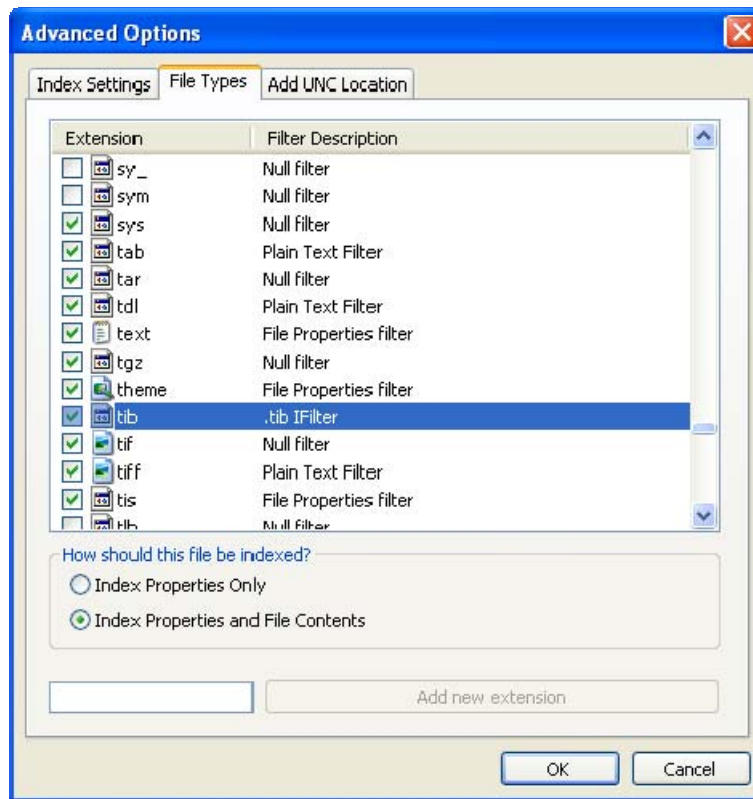 Advanced Options
Index Settings File Types Add UNC Location
Extension Filter Description
sy_ Null filter
sym Null filter
sys Null filter
tab Plain Text Filter
tar Null filter
tdl Plain Text Filter
text File Properties filter
tgz Null filter
theme File Properties filter
tib .tib IFilter
tif Null filter
tiff Plain Text Filter
tis File Properties filter
tlb Null filter
How should this file be indexed?
Index Properties Only
Index Properties and File Contents
Add new extension
OK Cancel